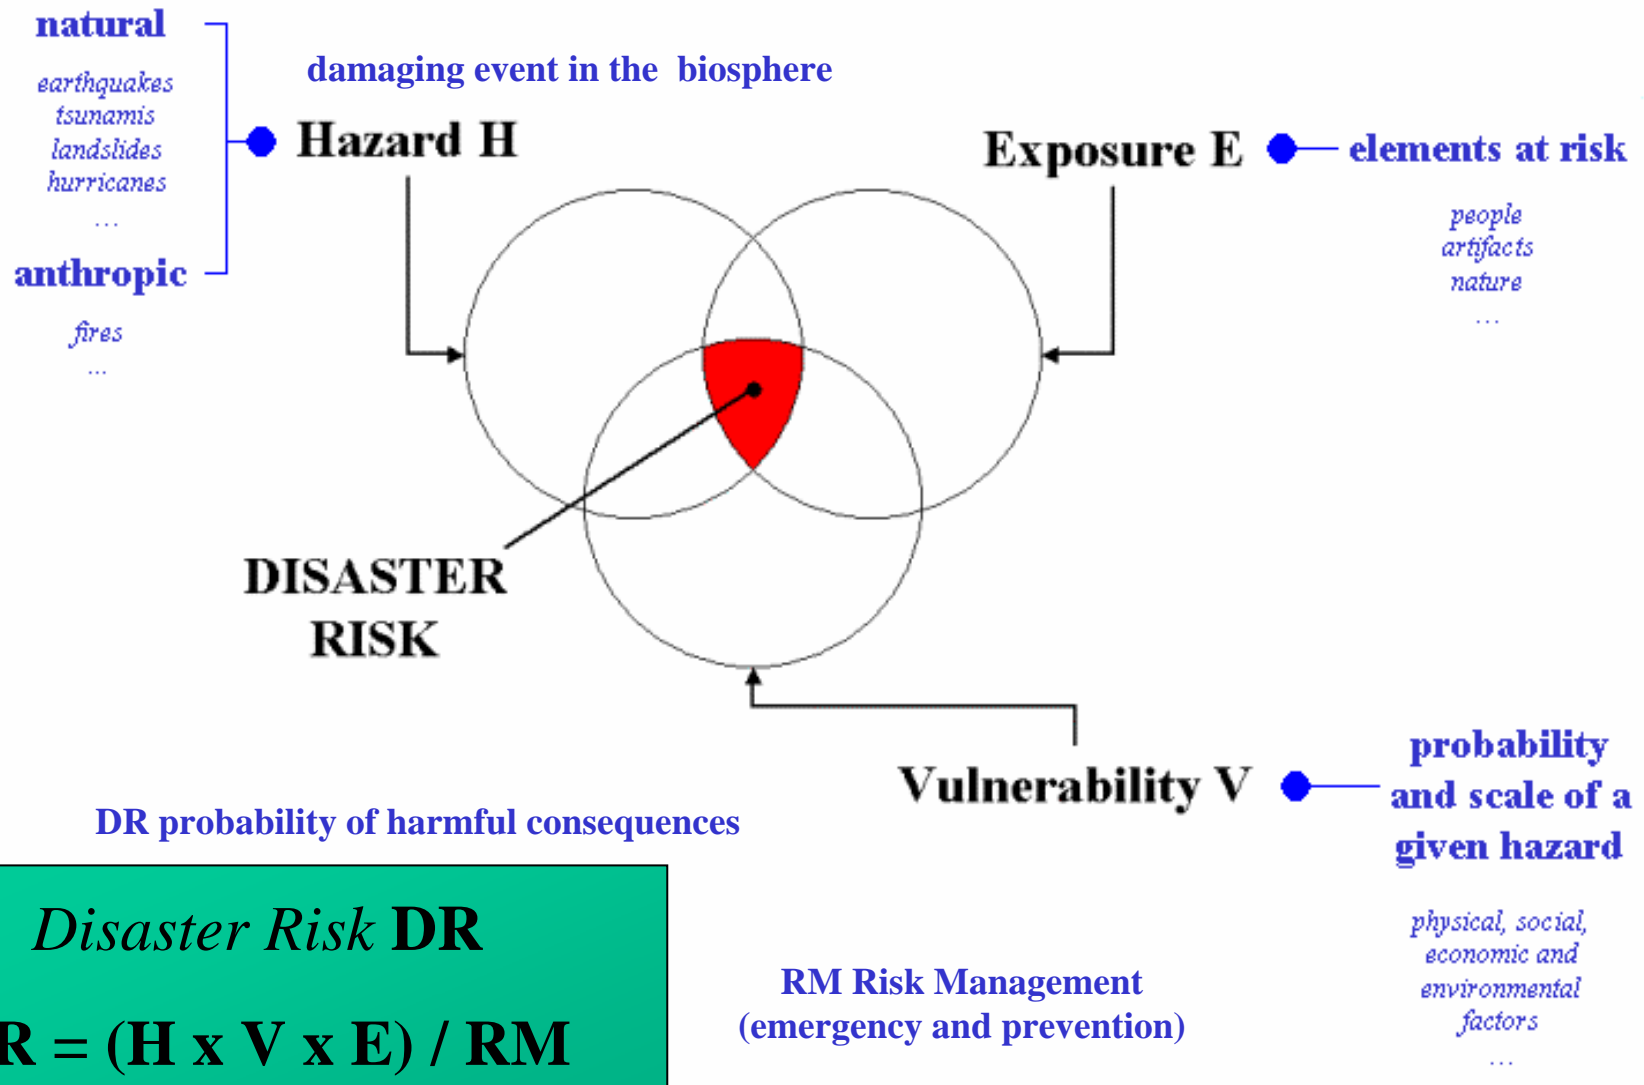 natural
earthquakes
tsunamis
landslides
hurricanes
...
anthropic
fires
...
damaging event in the biosphere
Hazard H
Exposure E
elements at risk
people
artifacts
nature
...
DISASTER
RISK
Vulnerability V
probability
and scale of a
given hazard
physical, social,
economic and
environmental
factors
...
DR probability of harmful consequences
Disaster Risk DR
R = (H x V x E) / RM
RM Risk Management
(emergency and prevention)